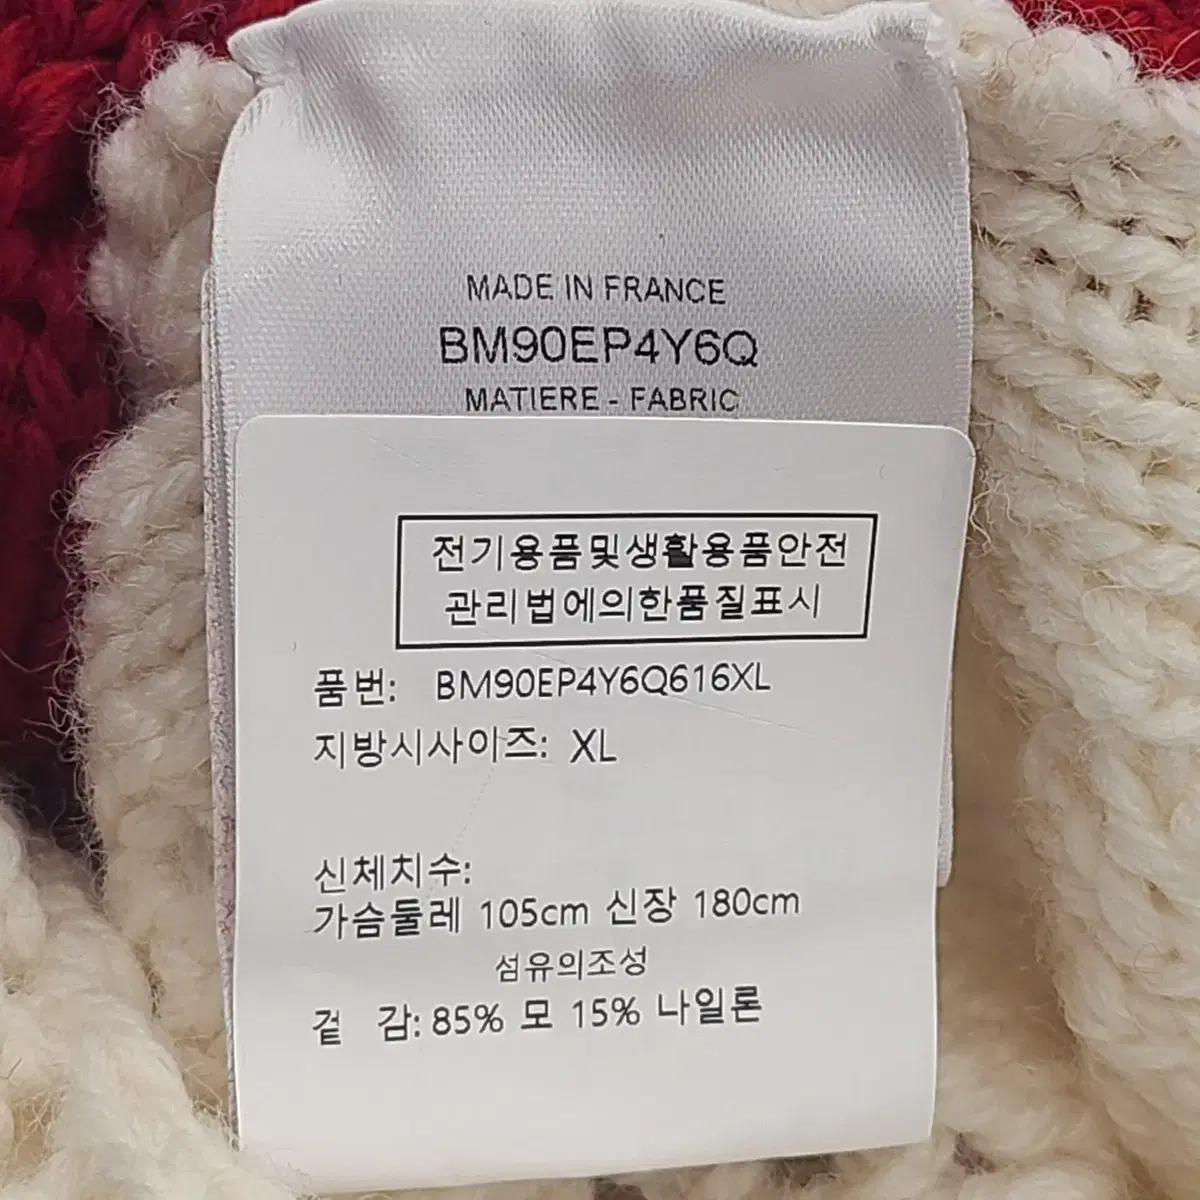 MADE IN FRANCE
BM90EP4Y6Q
MATIERE - FABRIC
전기용품및생활용품안전
관리법에의한품질표시
품번: BM90EP4Y6Q616XL
지방시사이즈: XL
신체치수:
가슴둘레 105cm 신장 180cm
섬유의조성
겉 감: 85% 모 15% 나일론